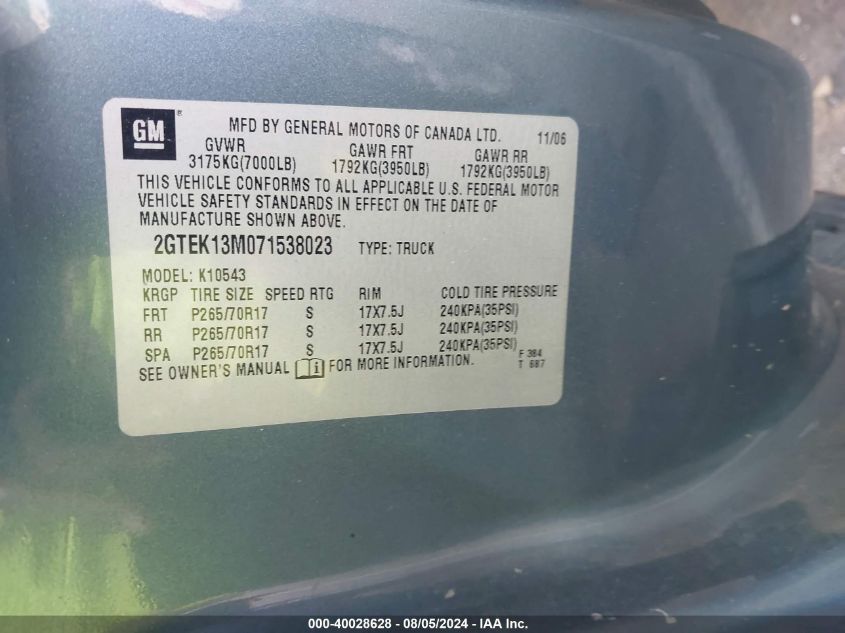 GM®
MFD BY GENERAL MOTORS OF CANADA LTD. 11/06
GVWR GAWR FRT GAWR RR
3175KG(7000LB) 1792KG(3950LB) 1792KG(3950LB)
THIS VEHICLE CONFORMS TO ALL APPLICABLE U.S. FEDERAL MOTOR
VEHICLE SAFETY STANDARDS IN EFFECT ON THE DATE OF
MANUFACTURE SHOWN ABOVE.
2GTEK13M071538023 TYPE: TRUCK
MODEL: K10543
KRGP TIRE SIZE SPEED RTG RIM COLD TIRE PRESSURE
FRT P265/70R17 S 17X7.5J 240KPA(35PSI)
RR P265/70R17 S 17X7.5J 240KPA(35PSI)
SPA P265/70R17 S 17X7.5J 240KPA(35PSI)
SEE OWNER'S MANUAL i FOR MORE INFORMATION.
F 384
T 687
000-40028628 - 08/05/2024 - IAA Inc.